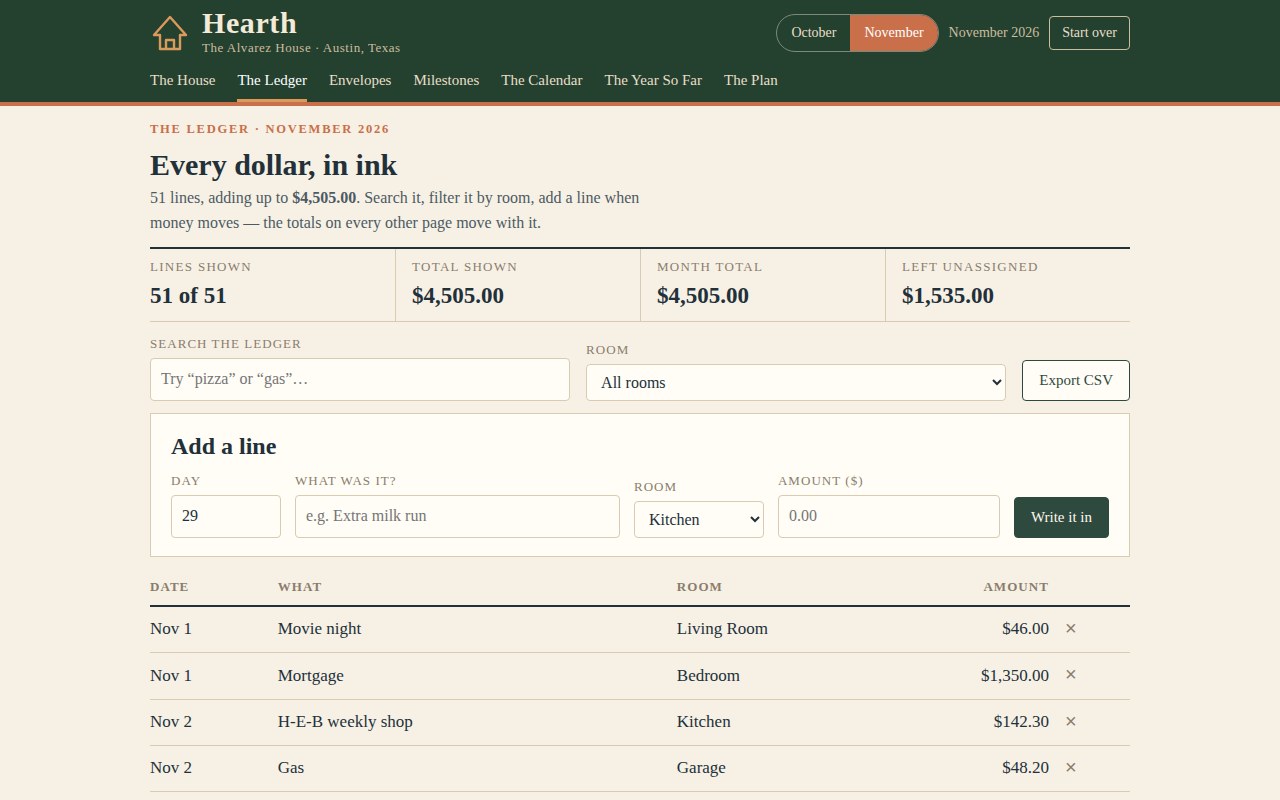 Hearth
The Alvarez House · Austin, Texas
October
November
November 2026
Start over
The House
The Ledger
Envelopes
Milestones
The Calendar
The Year So Far
The Plan
THE LEDGER · NOVEMBER 2026
Every dollar, in ink
51 lines, adding up to $4,505.00. Search it, filter it by room, add a line when
money moves — the totals on every other page move with it.
LINES SHOWN
51 of 51
TOTAL SHOWN
$4,505.00
MONTH TOTAL
$4,505.00
LEFT UNASSIGNED
$1,535.00
SEARCH THE LEDGER
Try “pizza” or “gas”…
ROOM
All rooms
Export CSV
Add a line
DAY
29
WHAT WAS IT?
e.g. Extra milk run
ROOM
Kitchen
AMOUNT ($)
0.00
Write it in
DATE WHAT ROOM AMOUNT
Nov 1 Movie night Living Room $46.00 ×
Nov 1 Mortgage Bedroom $1,350.00 ×
Nov 2 H-E-B weekly shop Kitchen $142.30 ×
Nov 2 Gas Garage $48.20 ×